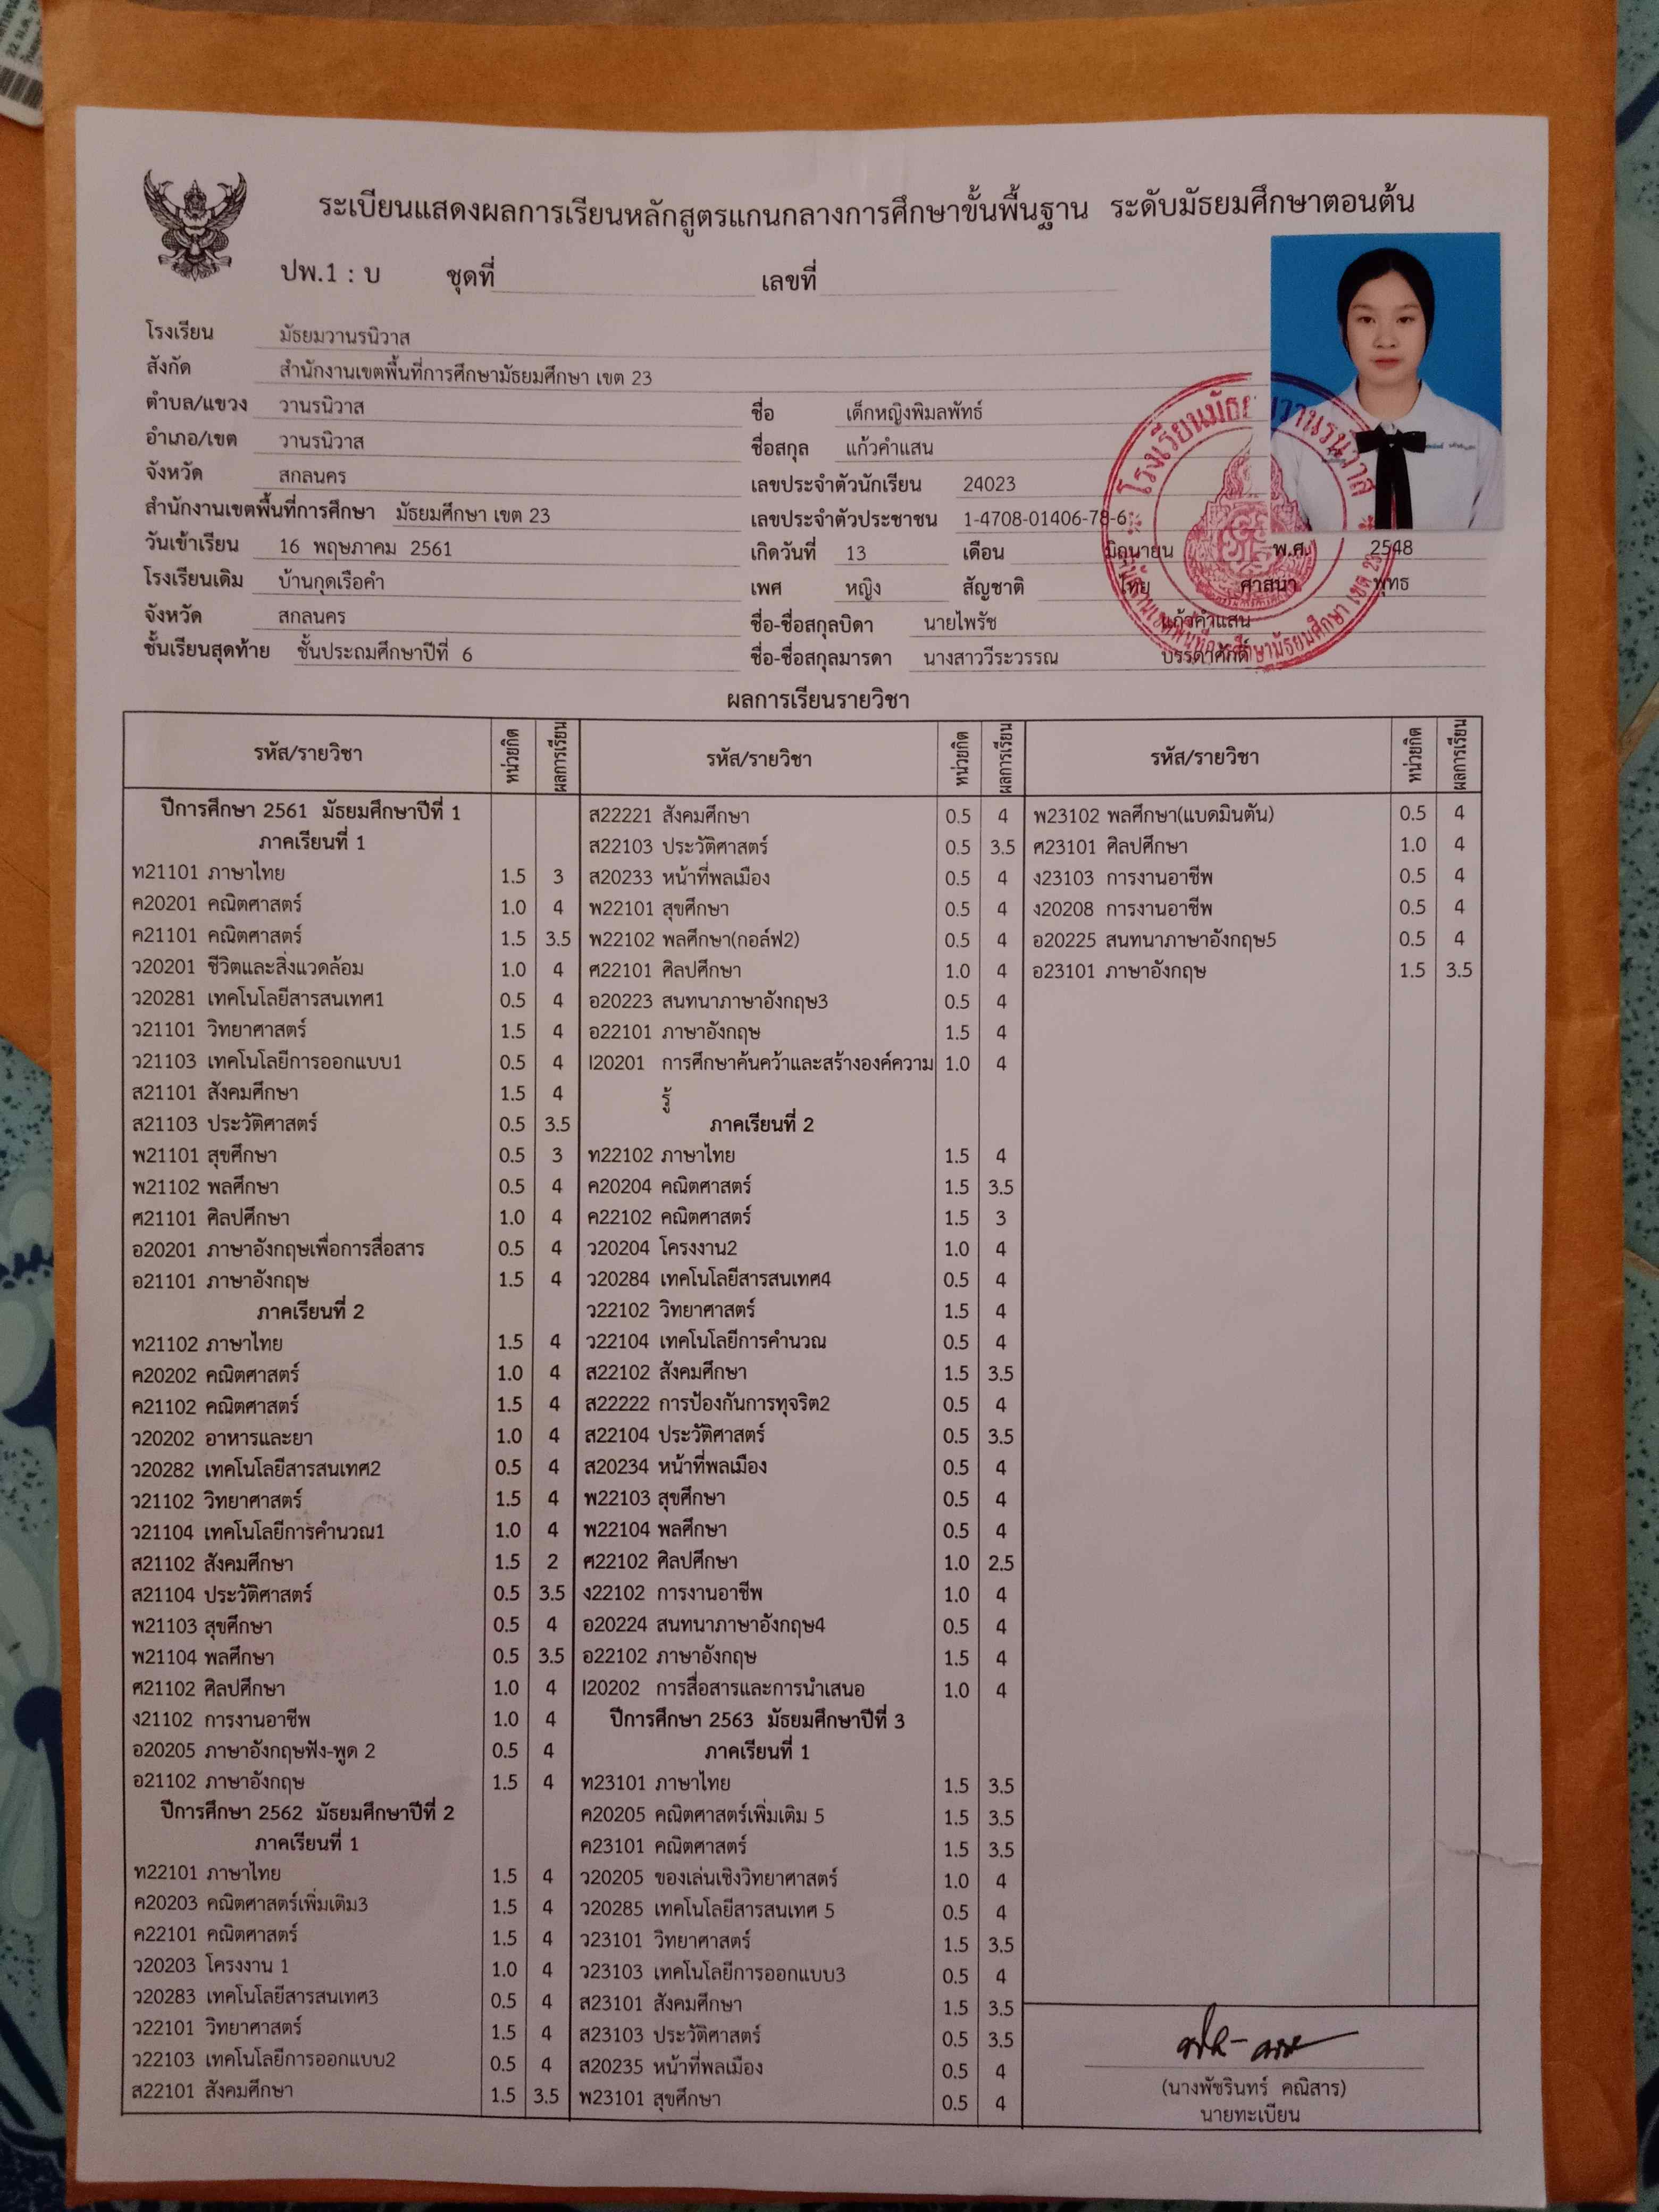 22 ม.ค.
ระเบียนแสดงผลการเรียนหลักสูตรแกนกลางการศึกษาขั้นพื้นฐาน ระดับมัธยมศึกษาตอนต้น
ปพ.1 : บ ชุดที่ เลขที่
โรงเรียน มัธยมวานรนิวาส
สังกัด สำนักงานเขตพื้นที่การศึกษามัธยมศึกษา เขต 23
ตำบล/แขวง วานรนิวาส
อำเภอ/เขต วานรนิวาส
จังหวัด สกลนคร
สำนักงานเขตพื้นที่การศึกษา มัธยมศึกษา เขต 23
วันเข้าเรียน 16 พฤษภาคม 2561
โรงเรียนเดิม บ้านกุดเรือคำ
จังหวัด สกลนคร
ชั้นเรียนสุดท้าย ชั้นประถมศึกษาปีที่ 6
ชื่อ เด็กหญิงพิมลพัทธ์
ชื่อสกุล แก้วคำแสน
เลขประจำตัวนักเรียน 24023
เลขประจำตัวประชาชน 1-4708-01406-78-6
เกิดวันที่ 13 เดือน มิถุนายน พ.ศ. 2548
เพศ หญิง สัญชาติ ไทย ศาสนา พุทธ
ชื่อ-ชื่อสกุลบิดา นายไพรัช แก้วคำแสน
ชื่อ-ชื่อสกุลมารดา นางสาววีระวรรณ บรรดาศักดิ์
โรงเรียนมัธยมวานรนิวาส
สำนักงานเขตพื้นที่การศึกษามัธยมศึกษา เขต 23
ผลการเรียนรายวิชา
รหัส/รายวิชา หน่วยกิต ผลการเรียน
ปีการศึกษา 2561 มัธยมศึกษาปีที่ 1
ภาคเรียนที่ 1
ท21101 ภาษาไทย 1.5 3
ค20201 คณิตศาสตร์ 1.0 4
ค21101 คณิตศาสตร์ 1.5 3.5
ว20201 ชีวิตและสิ่งแวดล้อม 1.0 4
ว20281 เทคโนโลยีสารสนเทศ1 0.5 4
ว21101 วิทยาศาสตร์ 1.5 4
ว21103 เทคโนโลยีการออกแบบ1 0.5 4
ส21101 สังคมศึกษา 1.5 4
ส21103 ประวัติศาสตร์ 0.5 3.5
พ21101 สุขศึกษา 0.5 3
พ21102 พลศึกษา 0.5 4
ศ21101 ศิลปศึกษา 1.0 4
อ20201 ภาษาอังกฤษเพื่อการสื่อสาร 0.5 4
อ21101 ภาษาอังกฤษ 1.5 4
ภาคเรียนที่ 2
ท21102 ภาษาไทย 1.5 4
ค20202 คณิตศาสตร์ 1.0 4
ค21102 คณิตศาสตร์ 1.5 4
ว20202 อาหารและยา 1.0 4
ว20282 เทคโนโลยีสารสนเทศ2 0.5 4
ว21102 วิทยาศาสตร์ 1.5 4
ว21104 เทคโนโลยีการคำนวณ1 1.0 4
ส21102 สังคมศึกษา 1.5 2
ส21104 ประวัติศาสตร์ 0.5 3.5
พ21103 สุขศึกษา 0.5 4
พ21104 พลศึกษา 0.5 3.5
ศ21102 ศิลปศึกษา 1.0 4
ง21102 การงานอาชีพ 1.0 4
อ20205 ภาษาอังกฤษฟัง-พูด 2 0.5 4
อ21102 ภาษาอังกฤษ 1.5 4
ปีการศึกษา 2562 มัธยมศึกษาปีที่ 2
ภาคเรียนที่ 1
ท22101 ภาษาไทย 1.5 4
ค20203 คณิตศาสตร์เพิ่มเติม3 1.5 4
ค22101 คณิตศาสตร์ 1.5 4
ว20203 โครงงาน 1 1.0 4
ว20283 เทคโนโลยีสารสนเทศ3 0.5 4
ว22101 วิทยาศาสตร์ 1.5 4
ว22103 เทคโนโลยีการออกแบบ2 0.5 4
ส22101 สังคมศึกษา 1.5 3.5
รหัส/รายวิชา หน่วยกิต ผลการเรียน
ส22221 สังคมศึกษา 0.5 4
ส22103 ประวัติศาสตร์ 0.5 3.5
ส20233 หน้าที่พลเมือง 0.5 4
พ22101 สุขศึกษา 0.5 4
พ22102 พลศึกษา(กอล์ฟ2) 0.5 4
ศ22101 ศิลปศึกษา 1.0 4
อ20223 สนทนาภาษาอังกฤษ3 0.5 4
อ22101 ภาษาอังกฤษ 1.5 4
I20201 การศึกษาค้นคว้าและสร้างองค์ความ 1.0 4
รู้
ภาคเรียนที่ 2
ท22102 ภาษาไทย 1.5 4
ค20204 คณิตศาสตร์ 1.5 3.5
ค22102 คณิตศาสตร์ 1.5 3
ว20204 โครงงาน2 1.0 4
ว20284 เทคโนโลยีสารสนเทศ4 0.5 4
ว22102 วิทยาศาสตร์ 1.5 4
ว22104 เทคโนโลยีการคำนวณ 0.5 4
ส22102 สังคมศึกษา 1.5 3.5
ส22222 การป้องกันการทุจริต2 0.5 4
ส22104 ประวัติศาสตร์ 0.5 3.5
ส20234 หน้าที่พลเมือง 0.5 4
พ22103 สุขศึกษา 0.5 4
พ22104 พลศึกษา 0.5 4
ศ22102 ศิลปศึกษา 1.0 2.5
ง22102 การงานอาชีพ 1.0 4
อ20224 สนทนาภาษาอังกฤษ4 0.5 4
อ22102 ภาษาอังกฤษ 1.5 4
I20202 การสื่อสารและการนำเสนอ 1.0 4
ปีการศึกษา 2563 มัธยมศึกษาปีที่ 3
ภาคเรียนที่ 1
ท23101 ภาษาไทย 1.5 3.5
ค20205 คณิตศาสตร์เพิ่มเติม 5 1.5 3.5
ค23101 คณิตศาสตร์ 1.5 3.5
ว20205 ของเล่นเชิงวิทยาศาสตร์ 1.0 4
ว20285 เทคโนโลยีสารสนเทศ 5 0.5 4
ว23101 วิทยาศาสตร์ 1.5 3.5
ว23103 เทคโนโลยีการออกแบบ3 0.5 4
ส23101 สังคมศึกษา 1.5 3.5
ส23103 ประวัติศาสตร์ 0.5 3.5
ส20235 หน้าที่พลเมือง 0.5 4
พ23101 สุขศึกษา 0.5 4
รหัส/รายวิชา หน่วยกิต ผลการเรียน
พ23102 พลศึกษา(แบดมินตัน) 0.5 4
ศ23101 ศิลปศึกษา 1.0 4
ง23103 การงานอาชีพ 0.5 4
ง20208 การงานอาชีพ 0.5 4
อ20225 สนทนาภาษาอังกฤษ5 0.5 4
อ23101 ภาษาอังกฤษ 1.5 3.5
(นางพัชรินทร์ คณิสาร)
นายทะเบียน